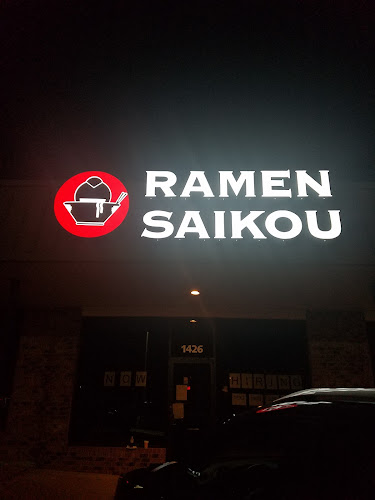 RAMEN
SAIKOU
1426
NOW HIRING